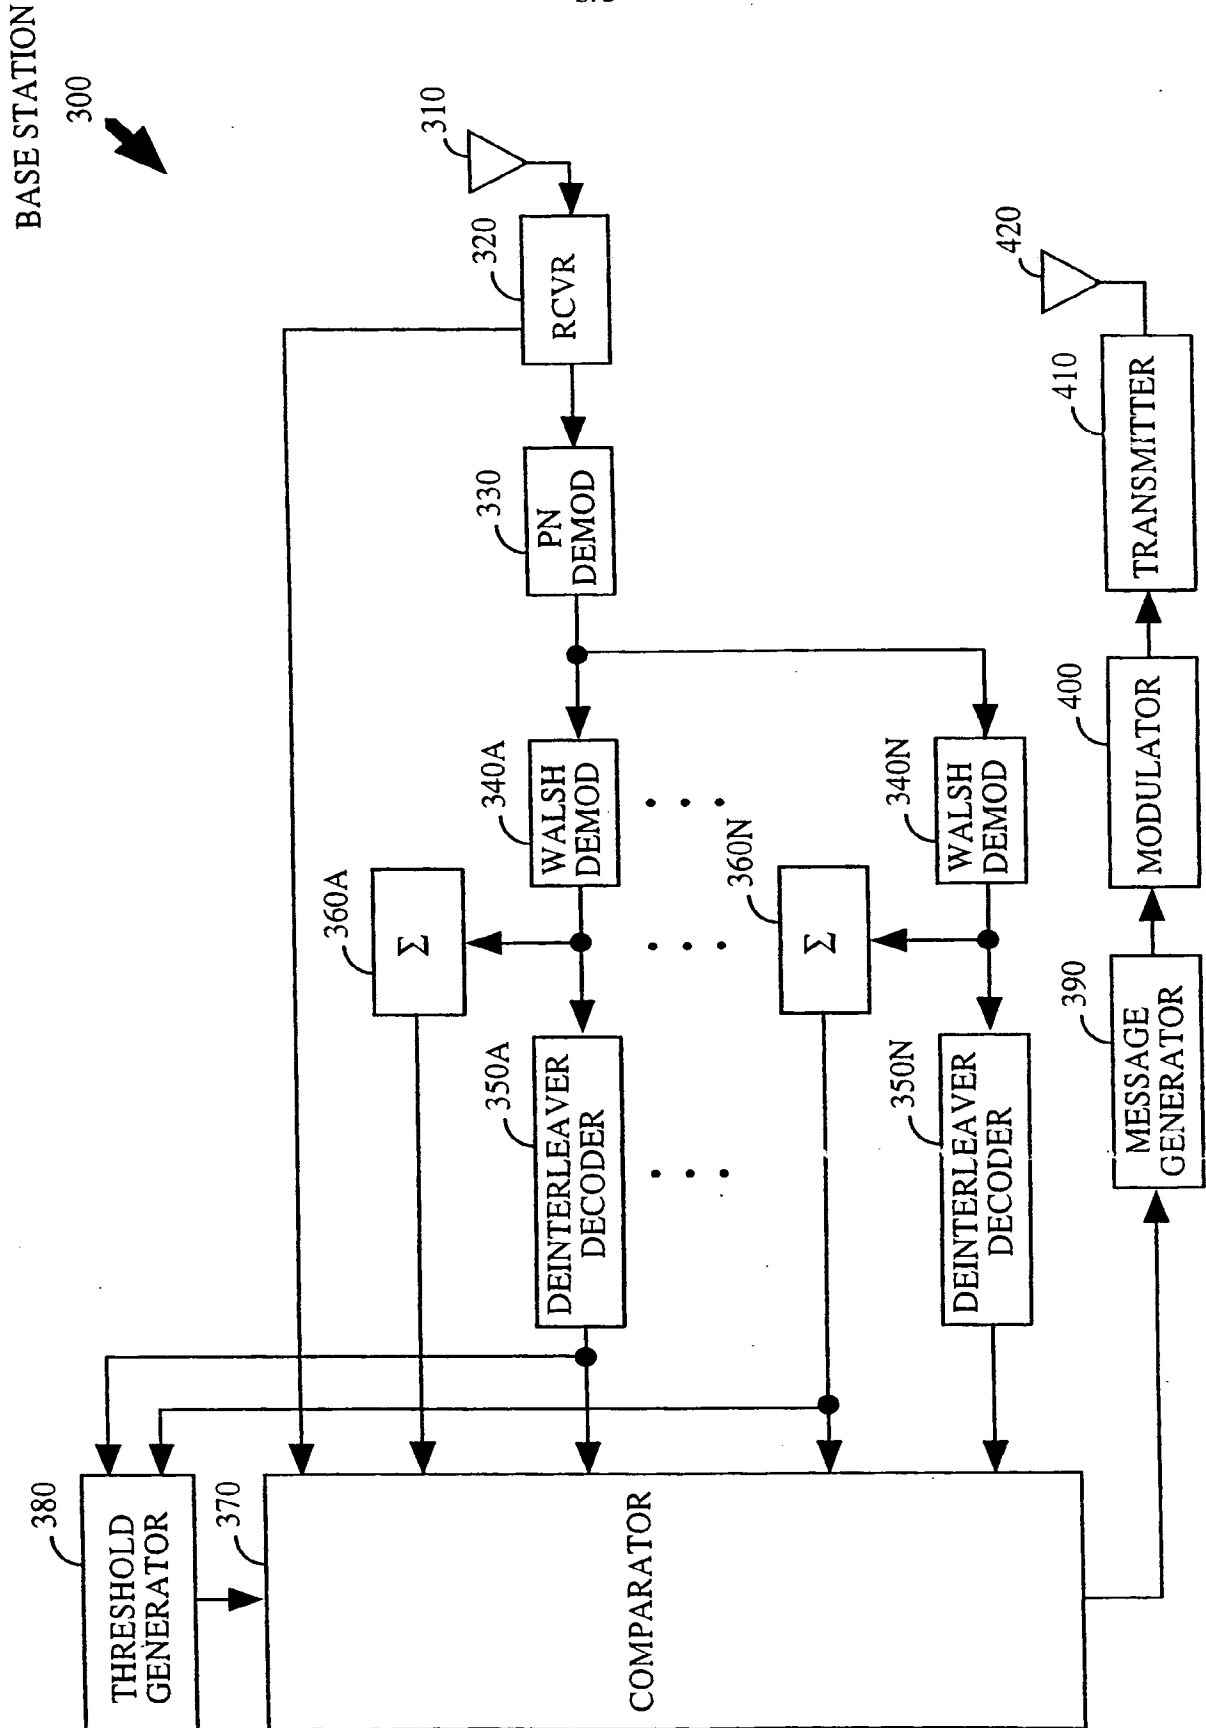 BASE STATION
300
310
320
RCVR
330
PN
DEMOD
340A
WALSH
DEMOD
360A
Σ
350A
DEINTERLEAVER
DECODER
340N
WALSH
DEMOD
360N
Σ
350N
DEINTERLEAVER
DECODER
380
THRESHOLD
GENERATOR
370
COMPARATOR
390
MESSAGE
GENERATOR
400
MODULATOR
410
TRANSMITTER
420